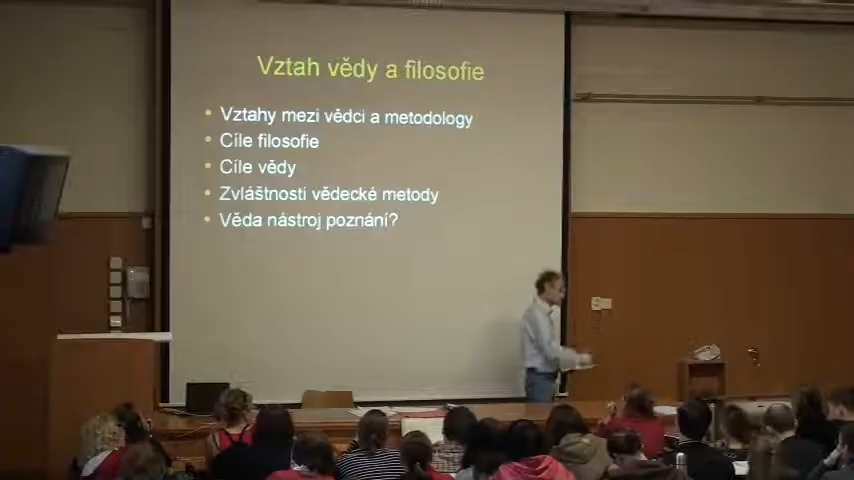 Vztah vědy a filosofie
• Vztahy mezi vědci a metodology
• Cíle filosofie
• Cíle vědy
• Zvláštnosti vědecké metody
• Věda nástroj poznání?